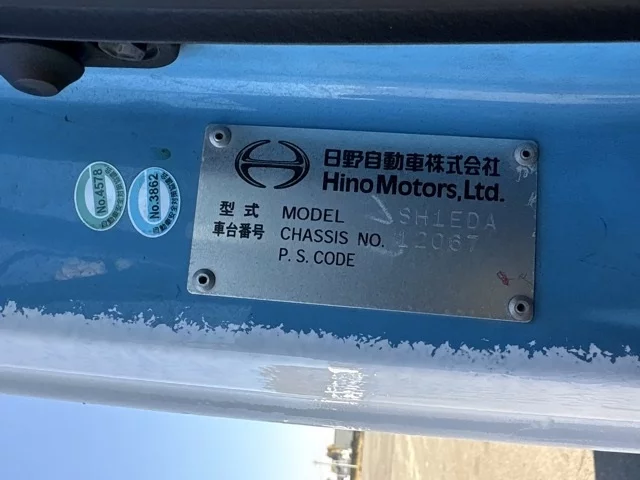 日野自動車株式会社
Hino Motors, Ltd.
型式 MODEL SH1EDA
車台番号 CHASSIS NO. 12067
P.S.CODE
No.4578
No.3862